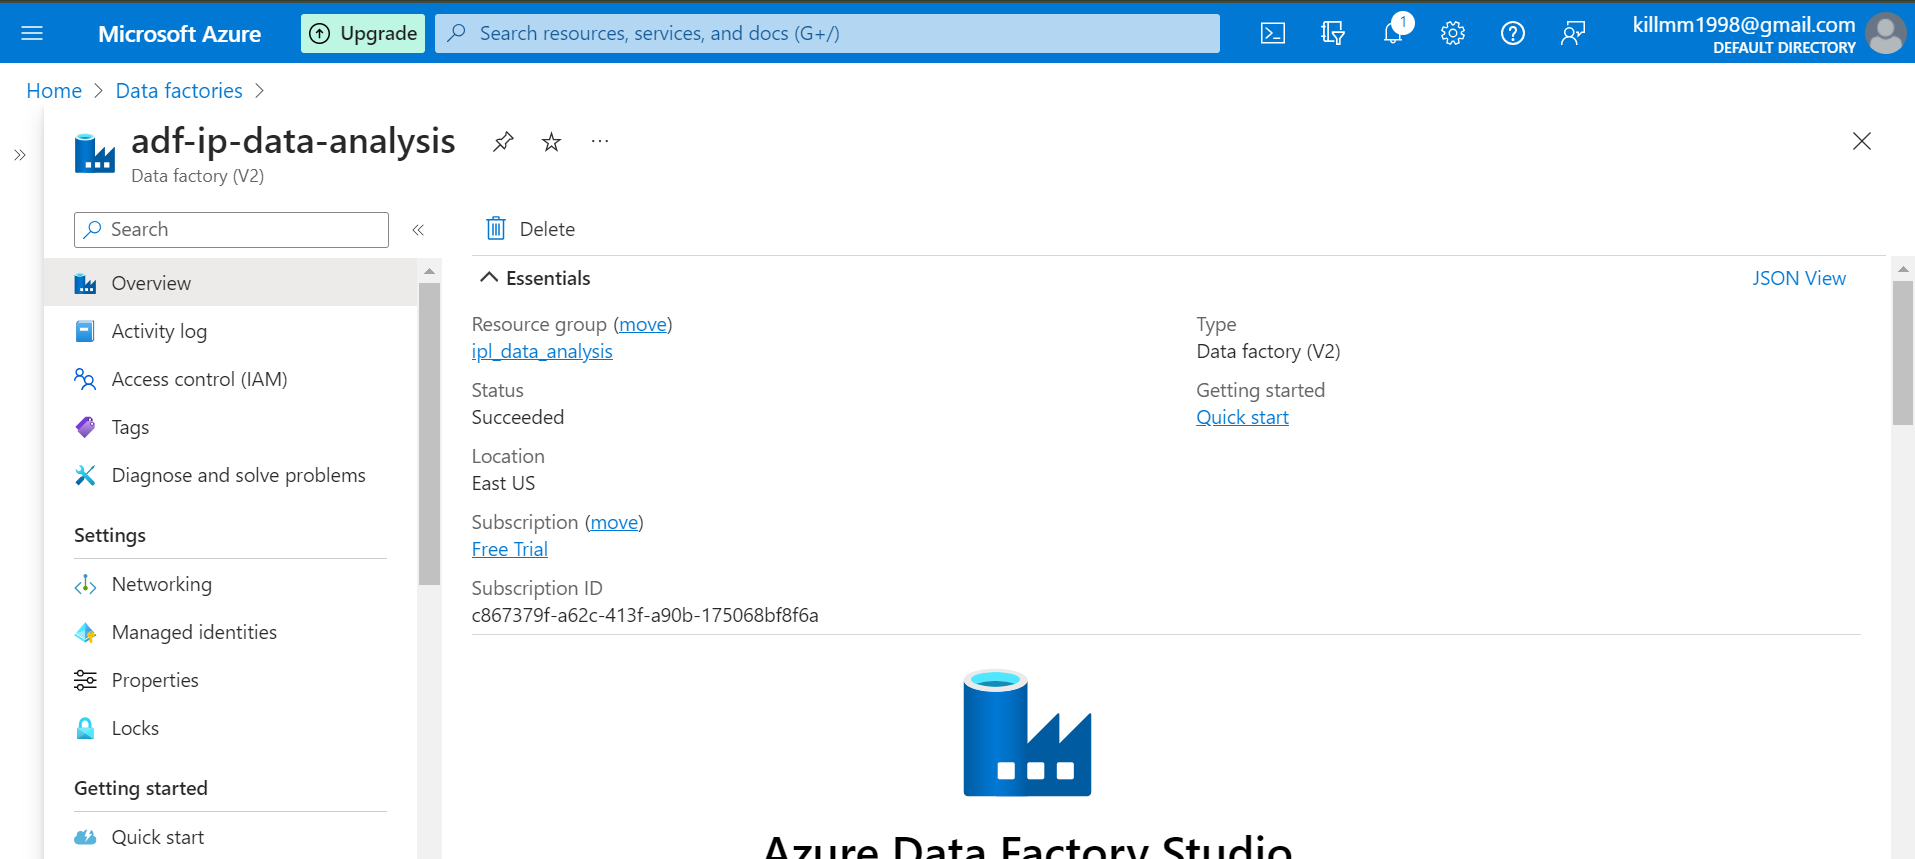 Microsoft Azure
Upgrade
Search resources, services, and docs (G+/)
1
killmm1998@gmail.com
DEFAULT DIRECTORY
Home > Data factories >
adf-ip-data-analysis
Data factory (V2)
Search
Overview
Activity log
Access control (IAM)
Tags
Diagnose and solve problems
Settings
Networking
Managed identities
Properties
Locks
Getting started
Quick start
Delete
Essentials
JSON View
Resource group (move)
ipl_data_analysis
Status
Succeeded
Location
East US
Subscription (move)
Free Trial
Subscription ID
c867379f-a62c-413f-a90b-175068bf8f6a
Type
Data factory (V2)
Getting started
Quick start
Azure Data Factory Studio